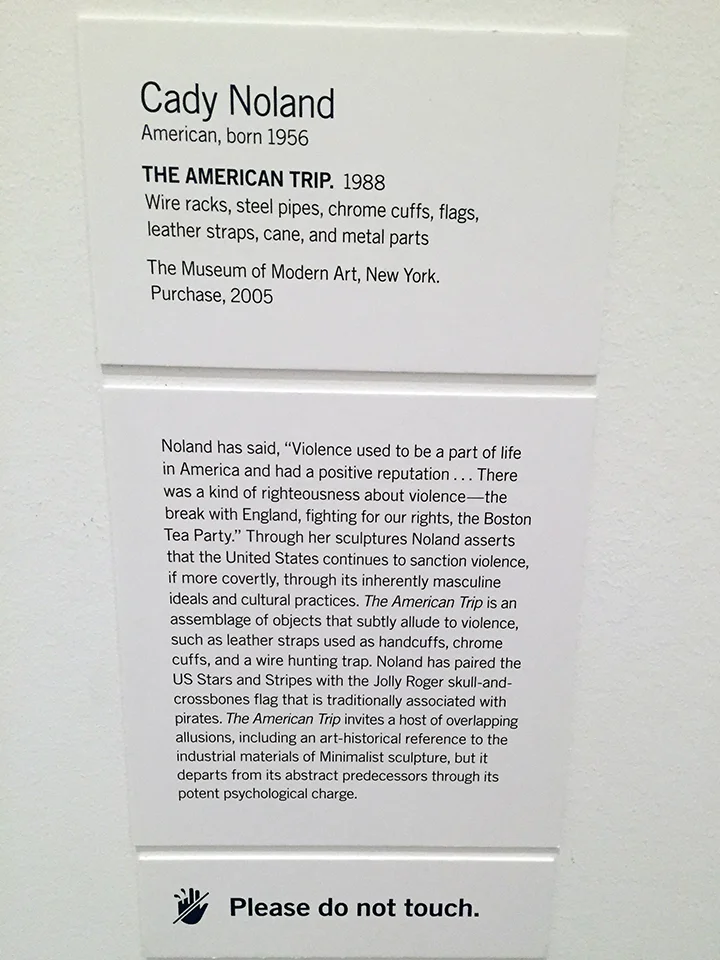 Cady Noland
American, born 1956
THE AMERICAN TRIP. 1988
Wire racks, steel pipes, chrome cuffs, flags,
leather straps, cane, and metal parts
The Museum of Modern Art, New York.
Purchase, 2005
Noland has said, “Violence used to be a part of life
in America and had a positive reputation . . . There
was a kind of righteousness about violence—the
break with England, fighting for our rights, the Boston
Tea Party.” Through her sculptures Noland asserts
that the United States continues to sanction violence,
if more covertly, through its inherently masculine
ideals and cultural practices. The American Trip is an
assemblage of objects that subtly allude to violence,
such as leather straps used as handcuffs, chrome
cuffs, and a wire hunting trap. Noland has paired the
US Stars and Stripes with the Jolly Roger skull-and-
crossbones flag that is traditionally associated with
pirates. The American Trip invites a host of overlapping
allusions, including an art-historical reference to the
industrial materials of Minimalist sculpture, but it
departs from its abstract predecessors through its
potent psychological charge.
Please do not touch.